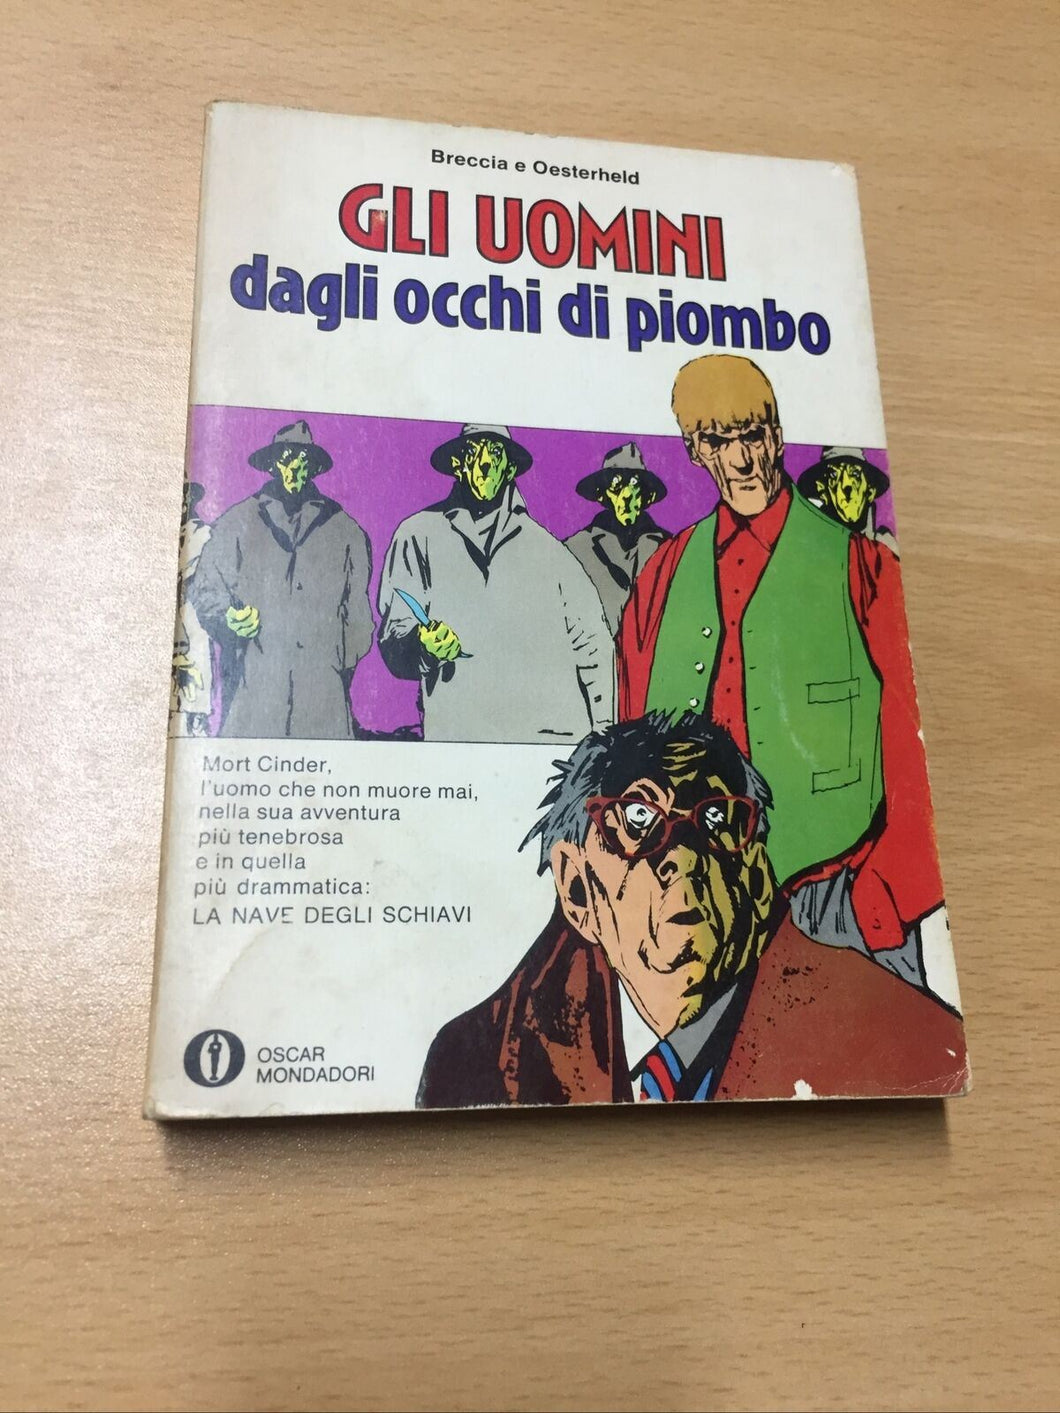 Breccia e Oesterheld
GLI UOMINI
dagli occhi di piombo
Mort Cinder,
l'uomo che non muore mai,
nella sua avventura
più tenebrosa
e in quella
più drammatica:
LA NAVE DEGLI SCHIAVI
OSCAR
MONDADORI